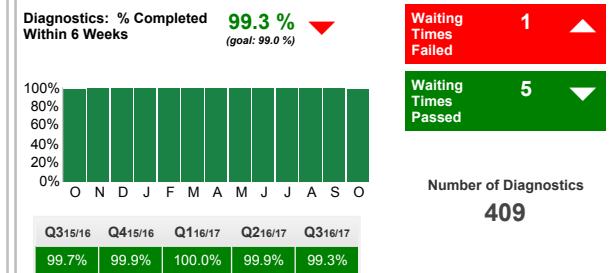 Diagnostics: % Completed
Within 6 Weeks
99.3 %
(goal: 99.0 %)
Waiting
Times
Failed
1
Waiting
Times
Passed
5
100%
80%
60%
40%
20%
0%
O N D J F M A M J J A S O
Number of Diagnostics
409
Q315/16 Q415/16 Q116/17 Q216/17 Q316/17
99.7% 99.9% 100.0% 99.9% 99.3%